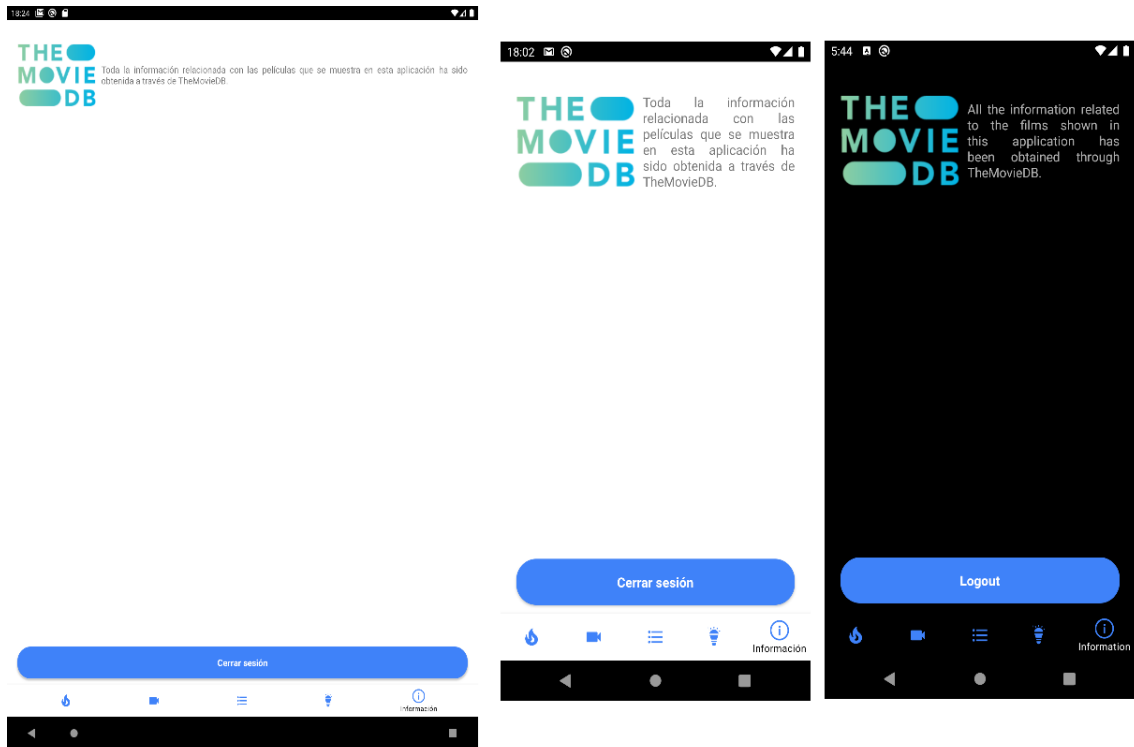 18:24
THE
MOVIE
DB
Toda la información relacionada con las películas que se muestra en esta aplicación ha sido
obtenida a través de TheMovieDB.
Cerrar sesión
Información
18:02
THE
MOVIE
DB
Toda la información
relacionada con las
películas que se muestra
en esta aplicación ha
sido obtenida a través de
TheMovieDB.
Cerrar sesión
Información
5:44
THE
MOVIE
DB
All the information related
to the films shown in
this application has
been obtained through
TheMovieDB.
Logout
Information